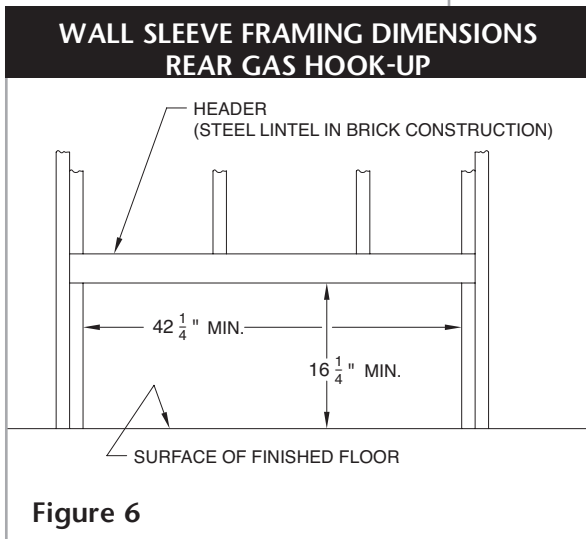 WALL SLEEVE FRAMING DIMENSIONS
REAR GAS HOOK-UP
HEADER
(STEEL LINTEL IN BRICK CONSTRUCTION)
42 1/4 " MIN.
16 1/4 " MIN.
SURFACE OF FINISHED FLOOR
Figure 6